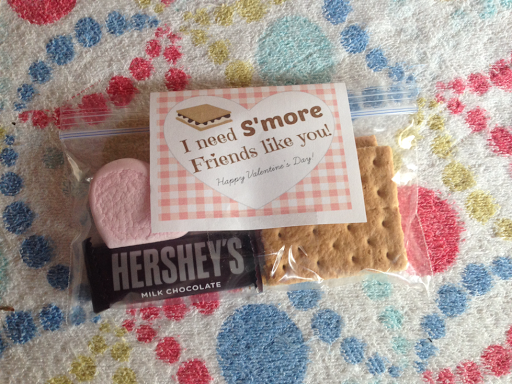 I need S'more
Friends like you!
Happy Valentine's Day!
HERSHEY'S
MILK CHOCOLATE